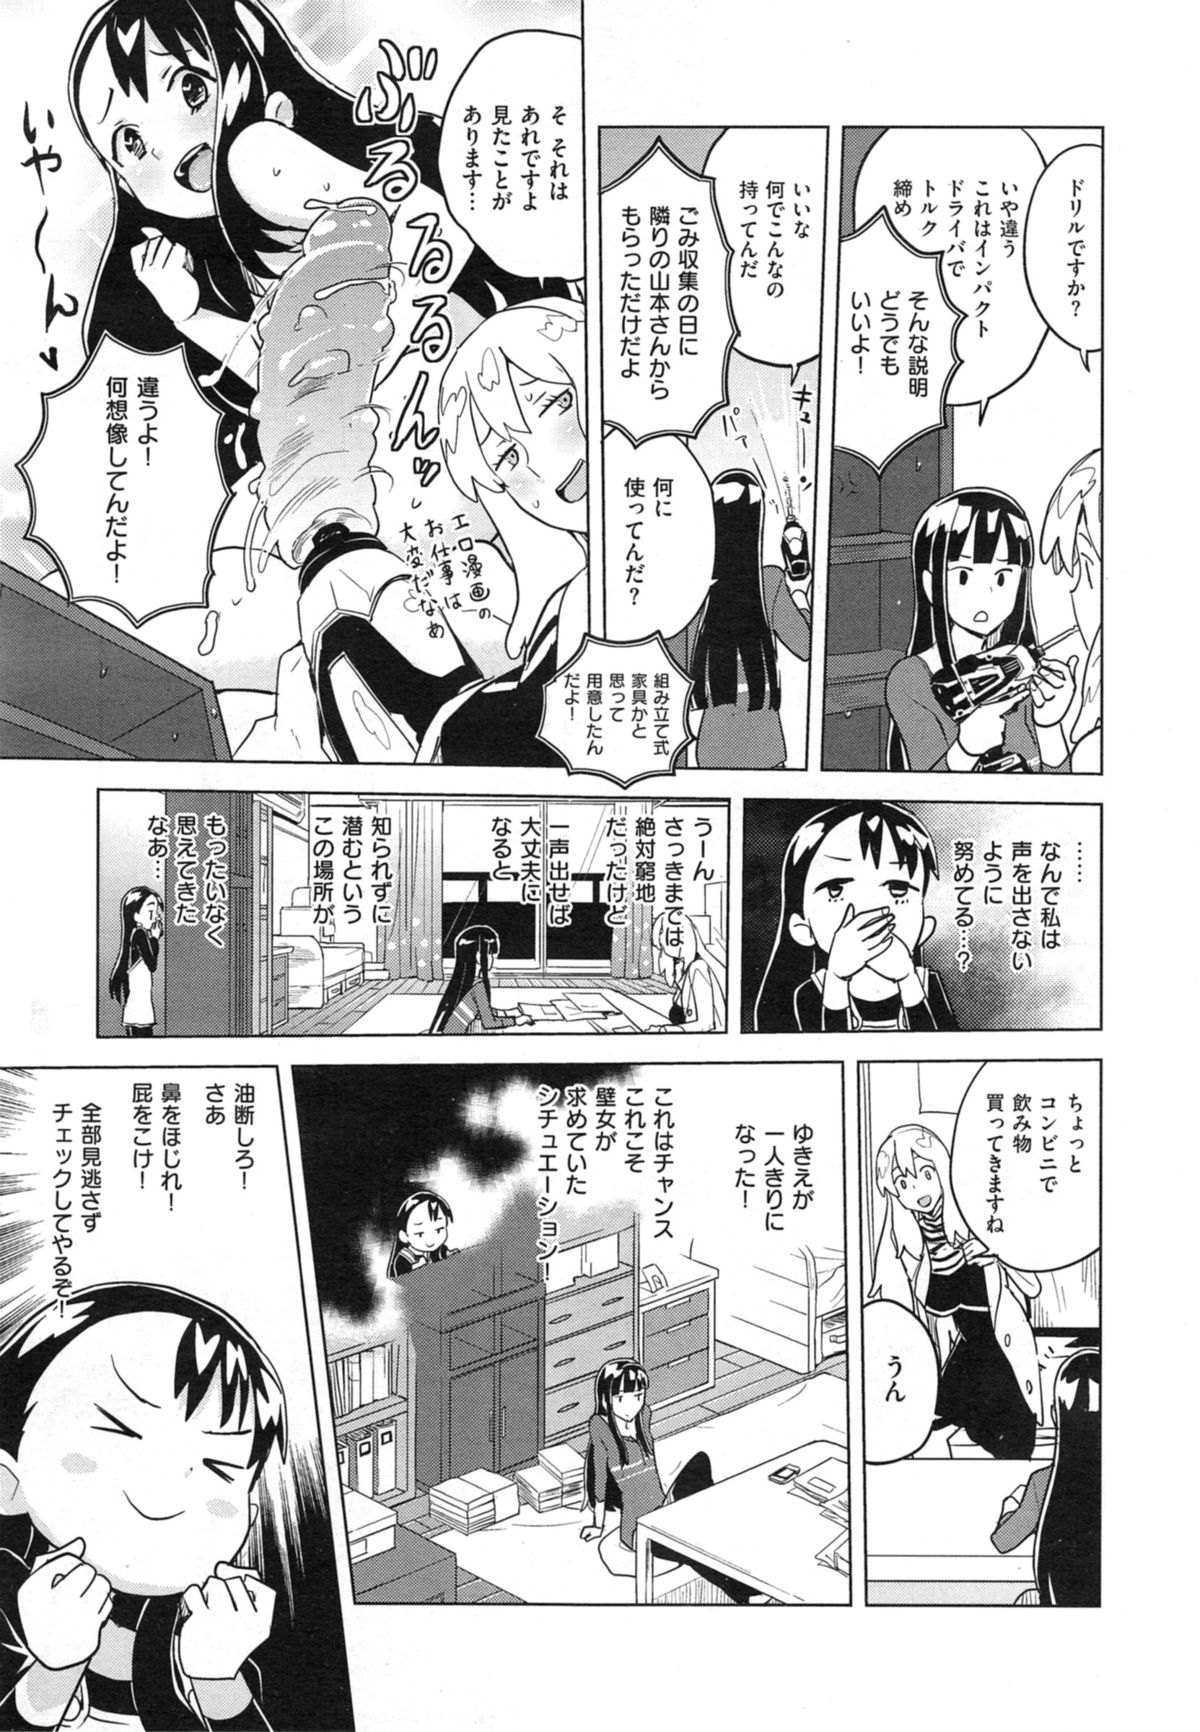 ドリルですか?
いや違う
これはインパクト
ドライバで
トルク
締め
そんな説明
どうでも
いいよ!
キュ
パァ
いいな
何でこんなの
持ってんだ
ごみ収集の日に
隣りの山本さんから
もらっただけだよ
何に
使ってんだ?
組み立て式
家具かと
思って
用意したん
だよ!
そ それは
あれですよ
見たことが
あります…
ぶるるるんッ
エロ漫画の
お仕事は
大変だなぁ
いや〜ん
違うよ!
何想像してんだよ!
……
なんで私は
声を出さない
ように
努めてる…?
うーん
さっきまでは
絶対窮地
だったけど
一声出せば
大丈夫に
なると
知られずに
潜むという
この場所が
もったいなく
思えてきた
なあ…
ちょっと
コンビニで
飲み物
買ってきますね
うん
ゆきえが
一人きりに
なった!
これはチャンス
これこそ
壁女が
求めていた
シチュエーション!
油断しろ!
さあ
鼻をほじれ!
屁をこけ!
全部見逃さず
チェックしてやるぞ!